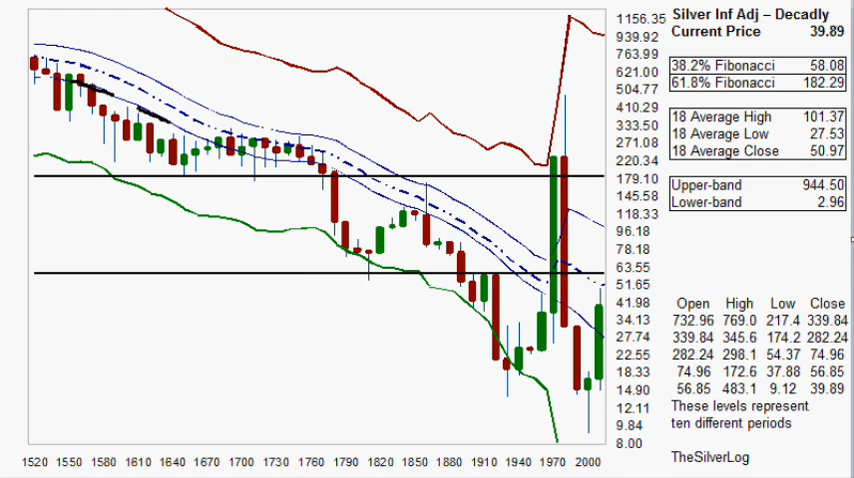 1156.35
939.92
763.99
621.00
504.77
410.29
333.50
271.08
220.34
179.10
145.58
118.33
96.18
78.18
63.55
51.65
41.98
34.13
27.74
22.55
18.33
14.90
12.11
9.84
8.00
1520 1550 1580 1610 1640 1670 1700 1730 1760 1790 1820 1850 1880 1910 1940 1970 2000
Silver Inf Adj – Decadly
Current Price 39.89
38.2% Fibonacci 58.08
61.8% Fibonacci 182.29
18 Average High 101.37
18 Average Low 27.53
18 Average Close 50.97
Upper-band 944.50
Lower-band 2.96
Open High Low Close
732.96 769.0 217.4 339.84
339.84 345.6 174.2 282.24
282.24 298.1 54.37 74.96
74.96 172.6 37.88 56.85
56.85 483.1 9.12 39.89
These levels represent
ten different periods
TheSilverLog